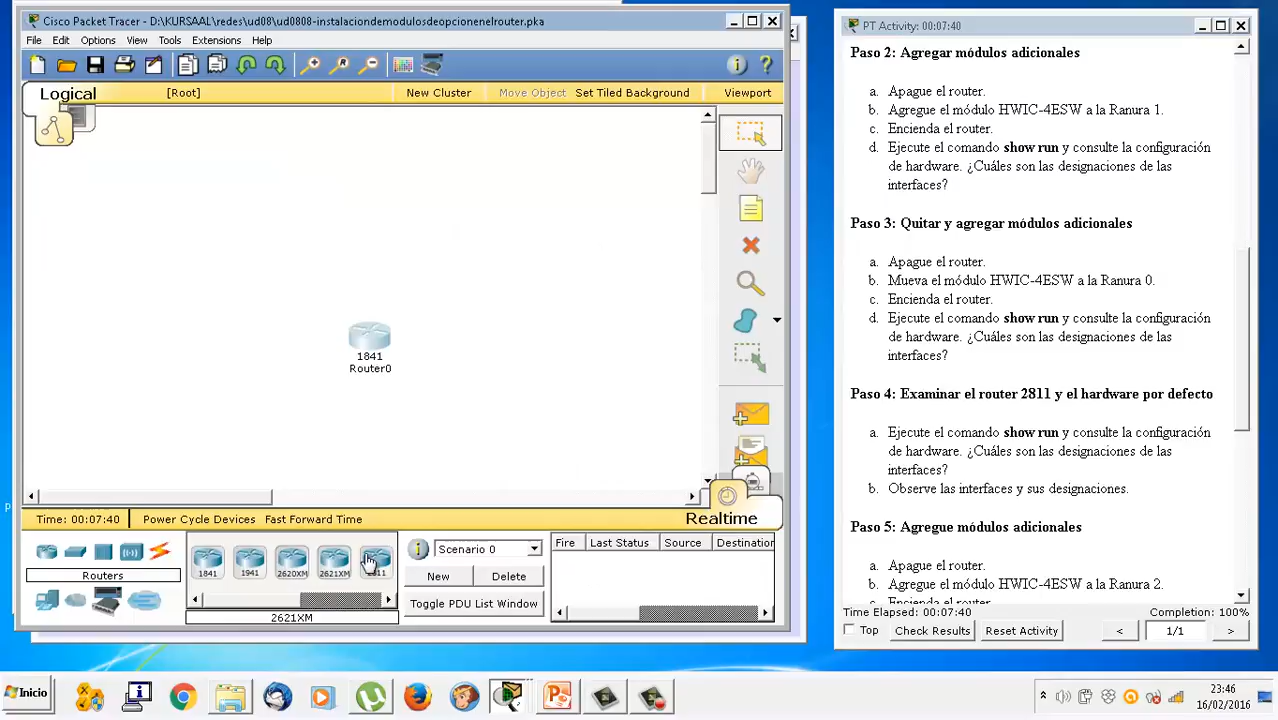 Cisco Packet Tracer - D:\KURSAAL\redes\ud08\ud0808-instalaciondemodulosdeopcionenelrouter.pka
File Edit Options View Tools Extensions Help
Logical
[Root]
New Cluster
Move Object
Set Tiled Background
Viewport
1841
Router0
Realtime
Time: 00:07:40
Power Cycle Devices Fast Forward Time
Routers
1841
1941
2620XM
2621XM
2811
2621XM
Scenario 0
New
Delete
Toggle PDU List Window
Fire
Last Status
Source
Destination
PT Activity: 00:07:40
Paso 2: Agregar módulos adicionales
a. Apague el router.
b. Agregue el módulo HWIC-4ESW a la Ranura 1.
c. Encienda el router.
d. Ejecute el comando show run y consulte la configuración
de hardware. ¿Cuáles son las designaciones de las
interfaces?
Paso 3: Quitar y agregar módulos adicionales
a. Apague el router.
b. Mueva el módulo HWIC-4ESW a la Ranura 0.
c. Encienda el router.
d. Ejecute el comando show run y consulte la configuración
de hardware. ¿Cuáles son las designaciones de las
interfaces?
Paso 4: Examinar el router 2811 y el hardware por defecto
a. Ejecute el comando show run y consulte la configuración
de hardware. ¿Cuáles son las designaciones de las
interfaces?
b. Observe las interfaces y sus designaciones.
Paso 5: Agregue módulos adicionales
a. Apague el router.
b. Agregue el módulo HWIC-4ESW a la Ranura 2.
Encienda el router.
Time Elapsed: 00:07:40
Completion: 100%
Top
Check Results
Reset Activity
<
1/1
>
Inicio
23:46
16/02/2016